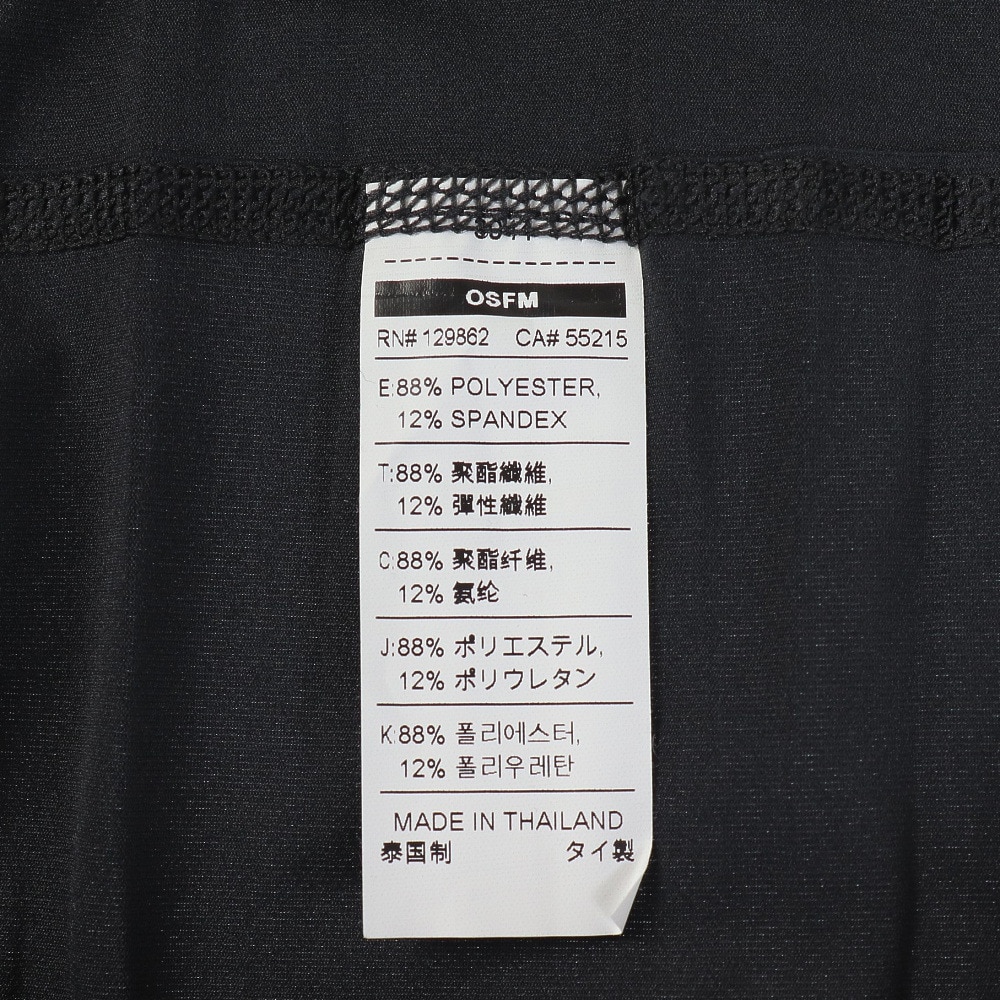 OSFM
RN# 129862 CA# 55215
E:88% POLYESTER,
12% SPANDEX
T:88% 聚酯纖維,
12% 彈性纖維
C:88% 聚酯纤维,
12% 氨纶
J:88% ポリエステル,
12% ポリウレタン
K:88% 폴리에스터,
12% 폴리우레탄
MADE IN THAILAND
泰国制 タイ製